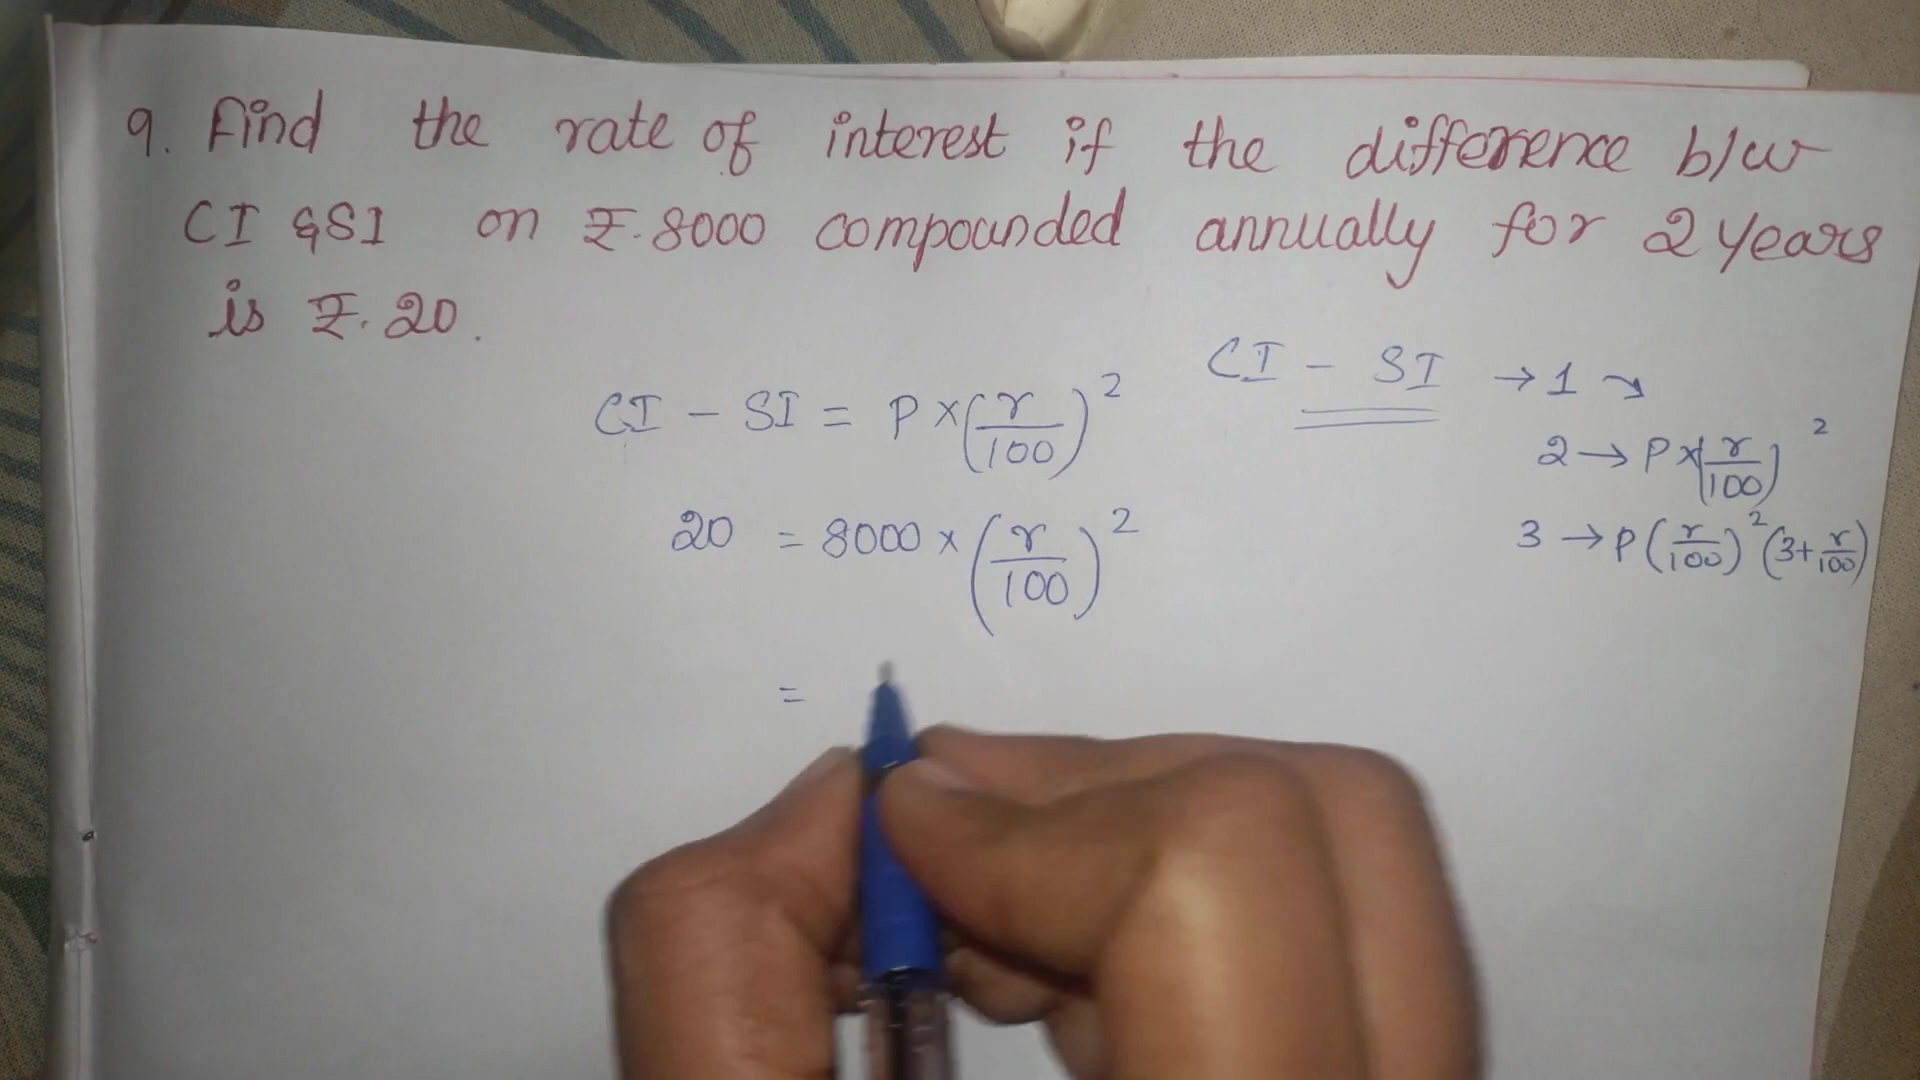 9. Find the rate of interest if the difference b/w
CI & SI on ₹.8000 compounded annually for 2 years
is ₹. 20.
CI - SI = P × (r/100)²
20 = 8000 × (r/100)²
=
CI - SI → 1 ↘
2 → P × (r/100)²
3 → P (r/100)² (3 + r/100)